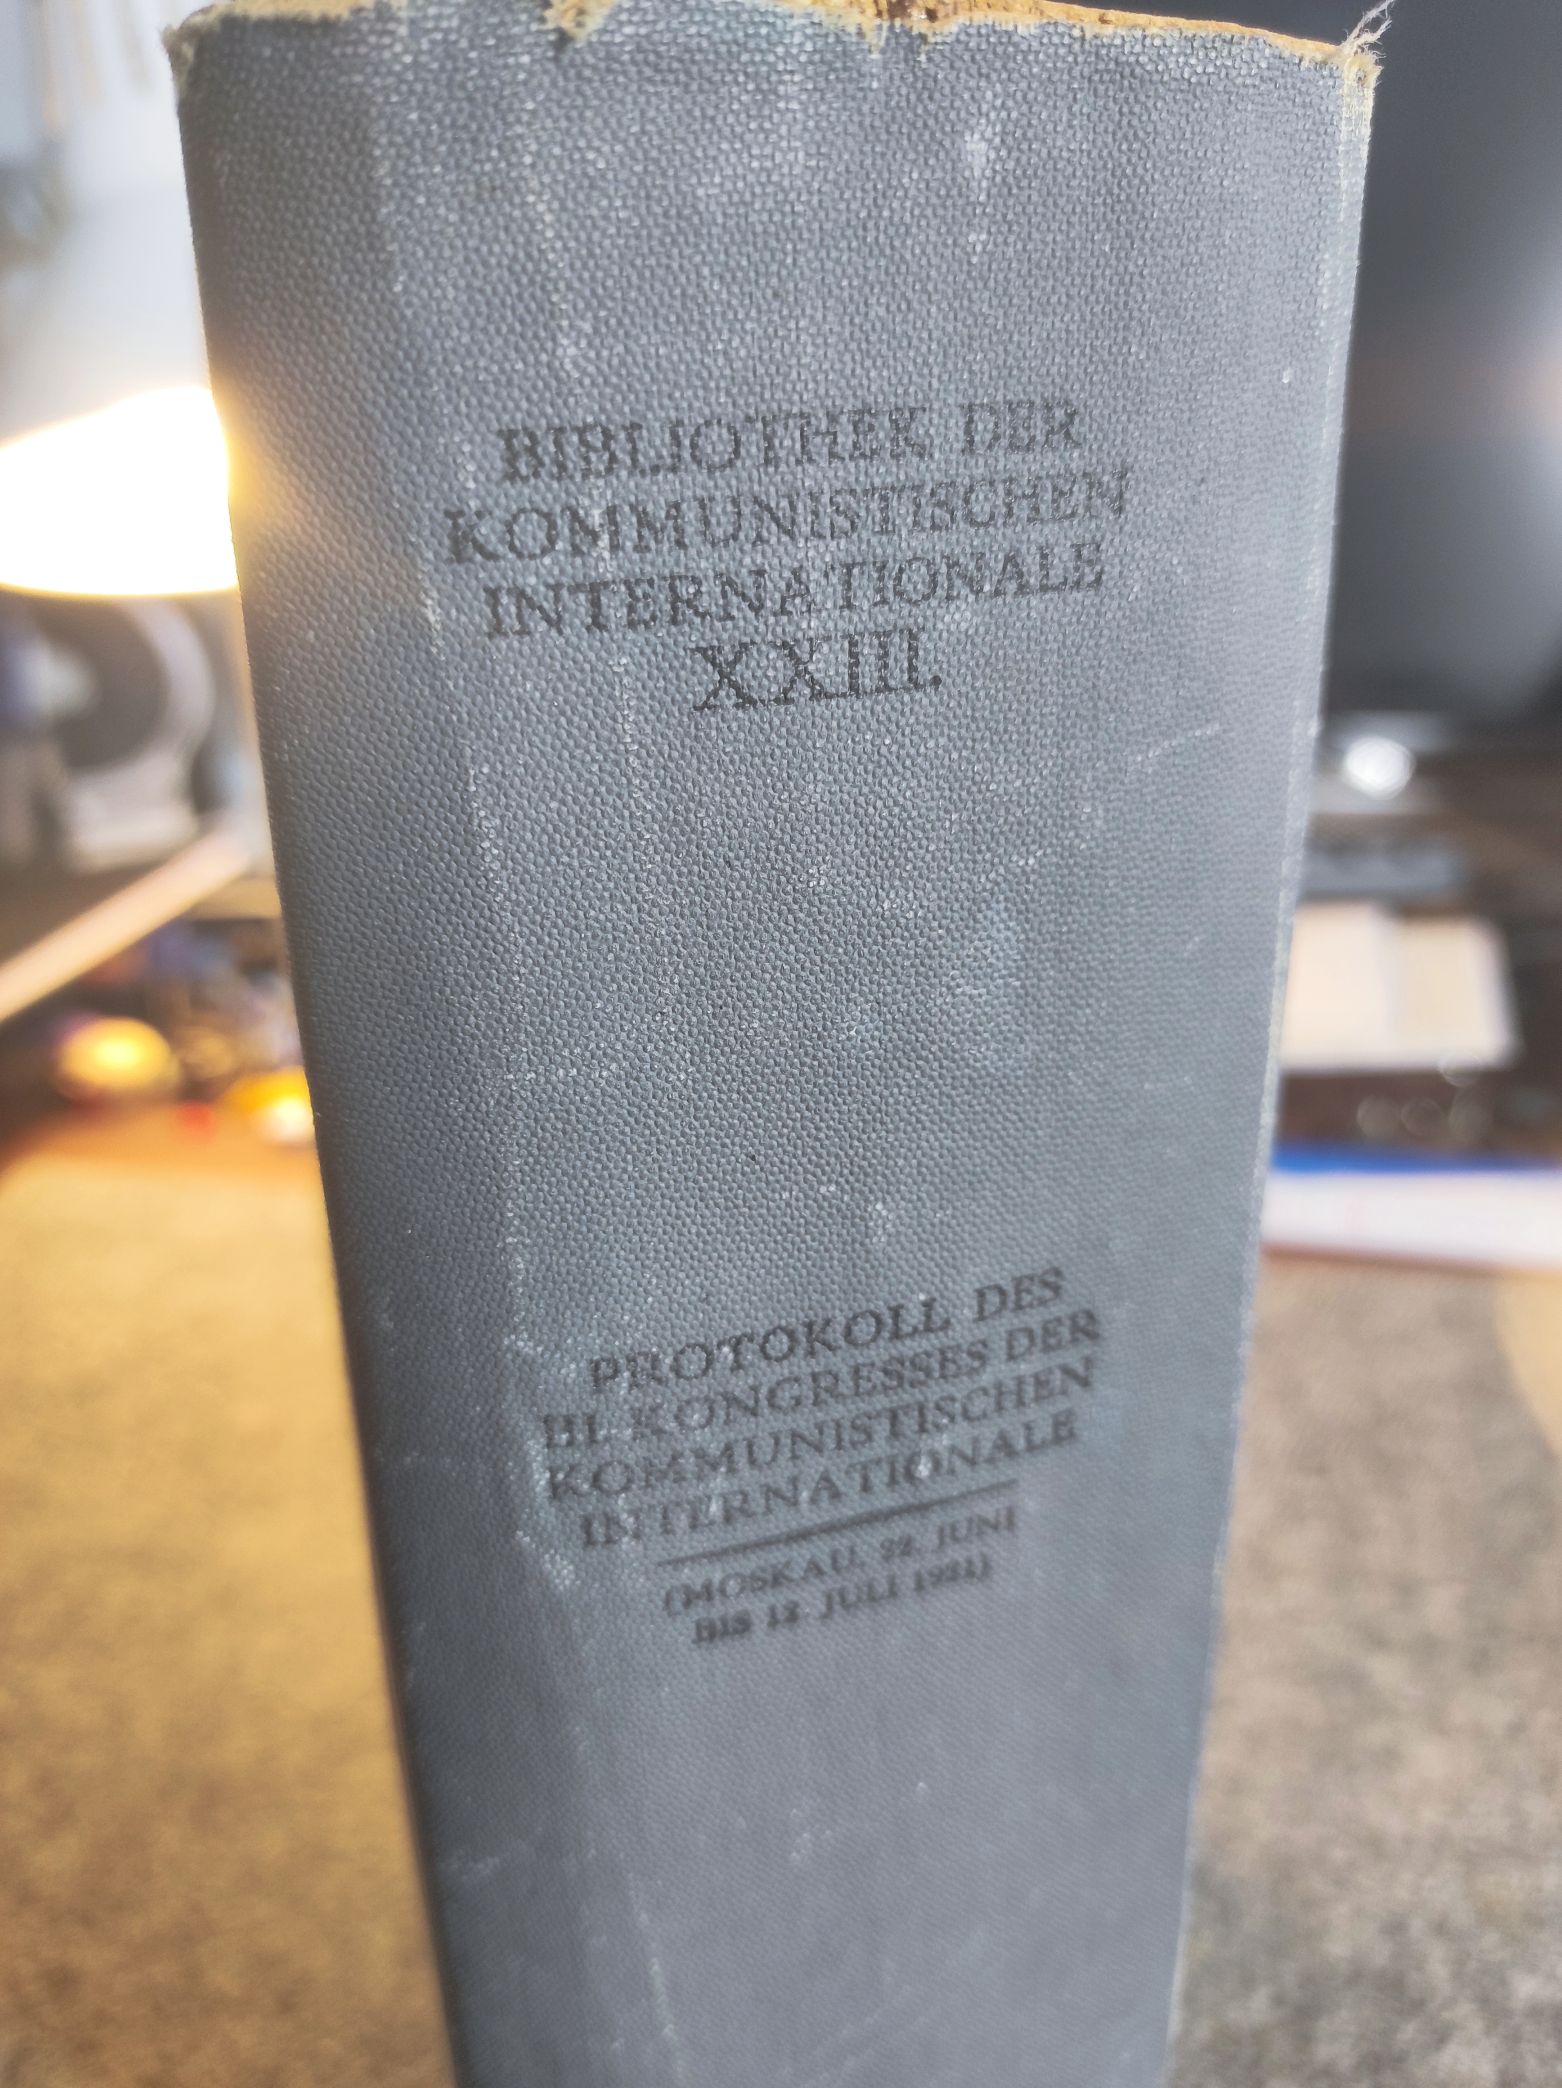 BIBLIOTHEK DER
KOMMUNISTISCHEN
INTERNATIONALE
XXIII.
PROTOKOLL DES
III. KONGRESSES DER
KOMMUNISTISCHEN
INTERNATIONALE
(MOSKAU, 22. JUNI
BIS 12. JULI 1921)